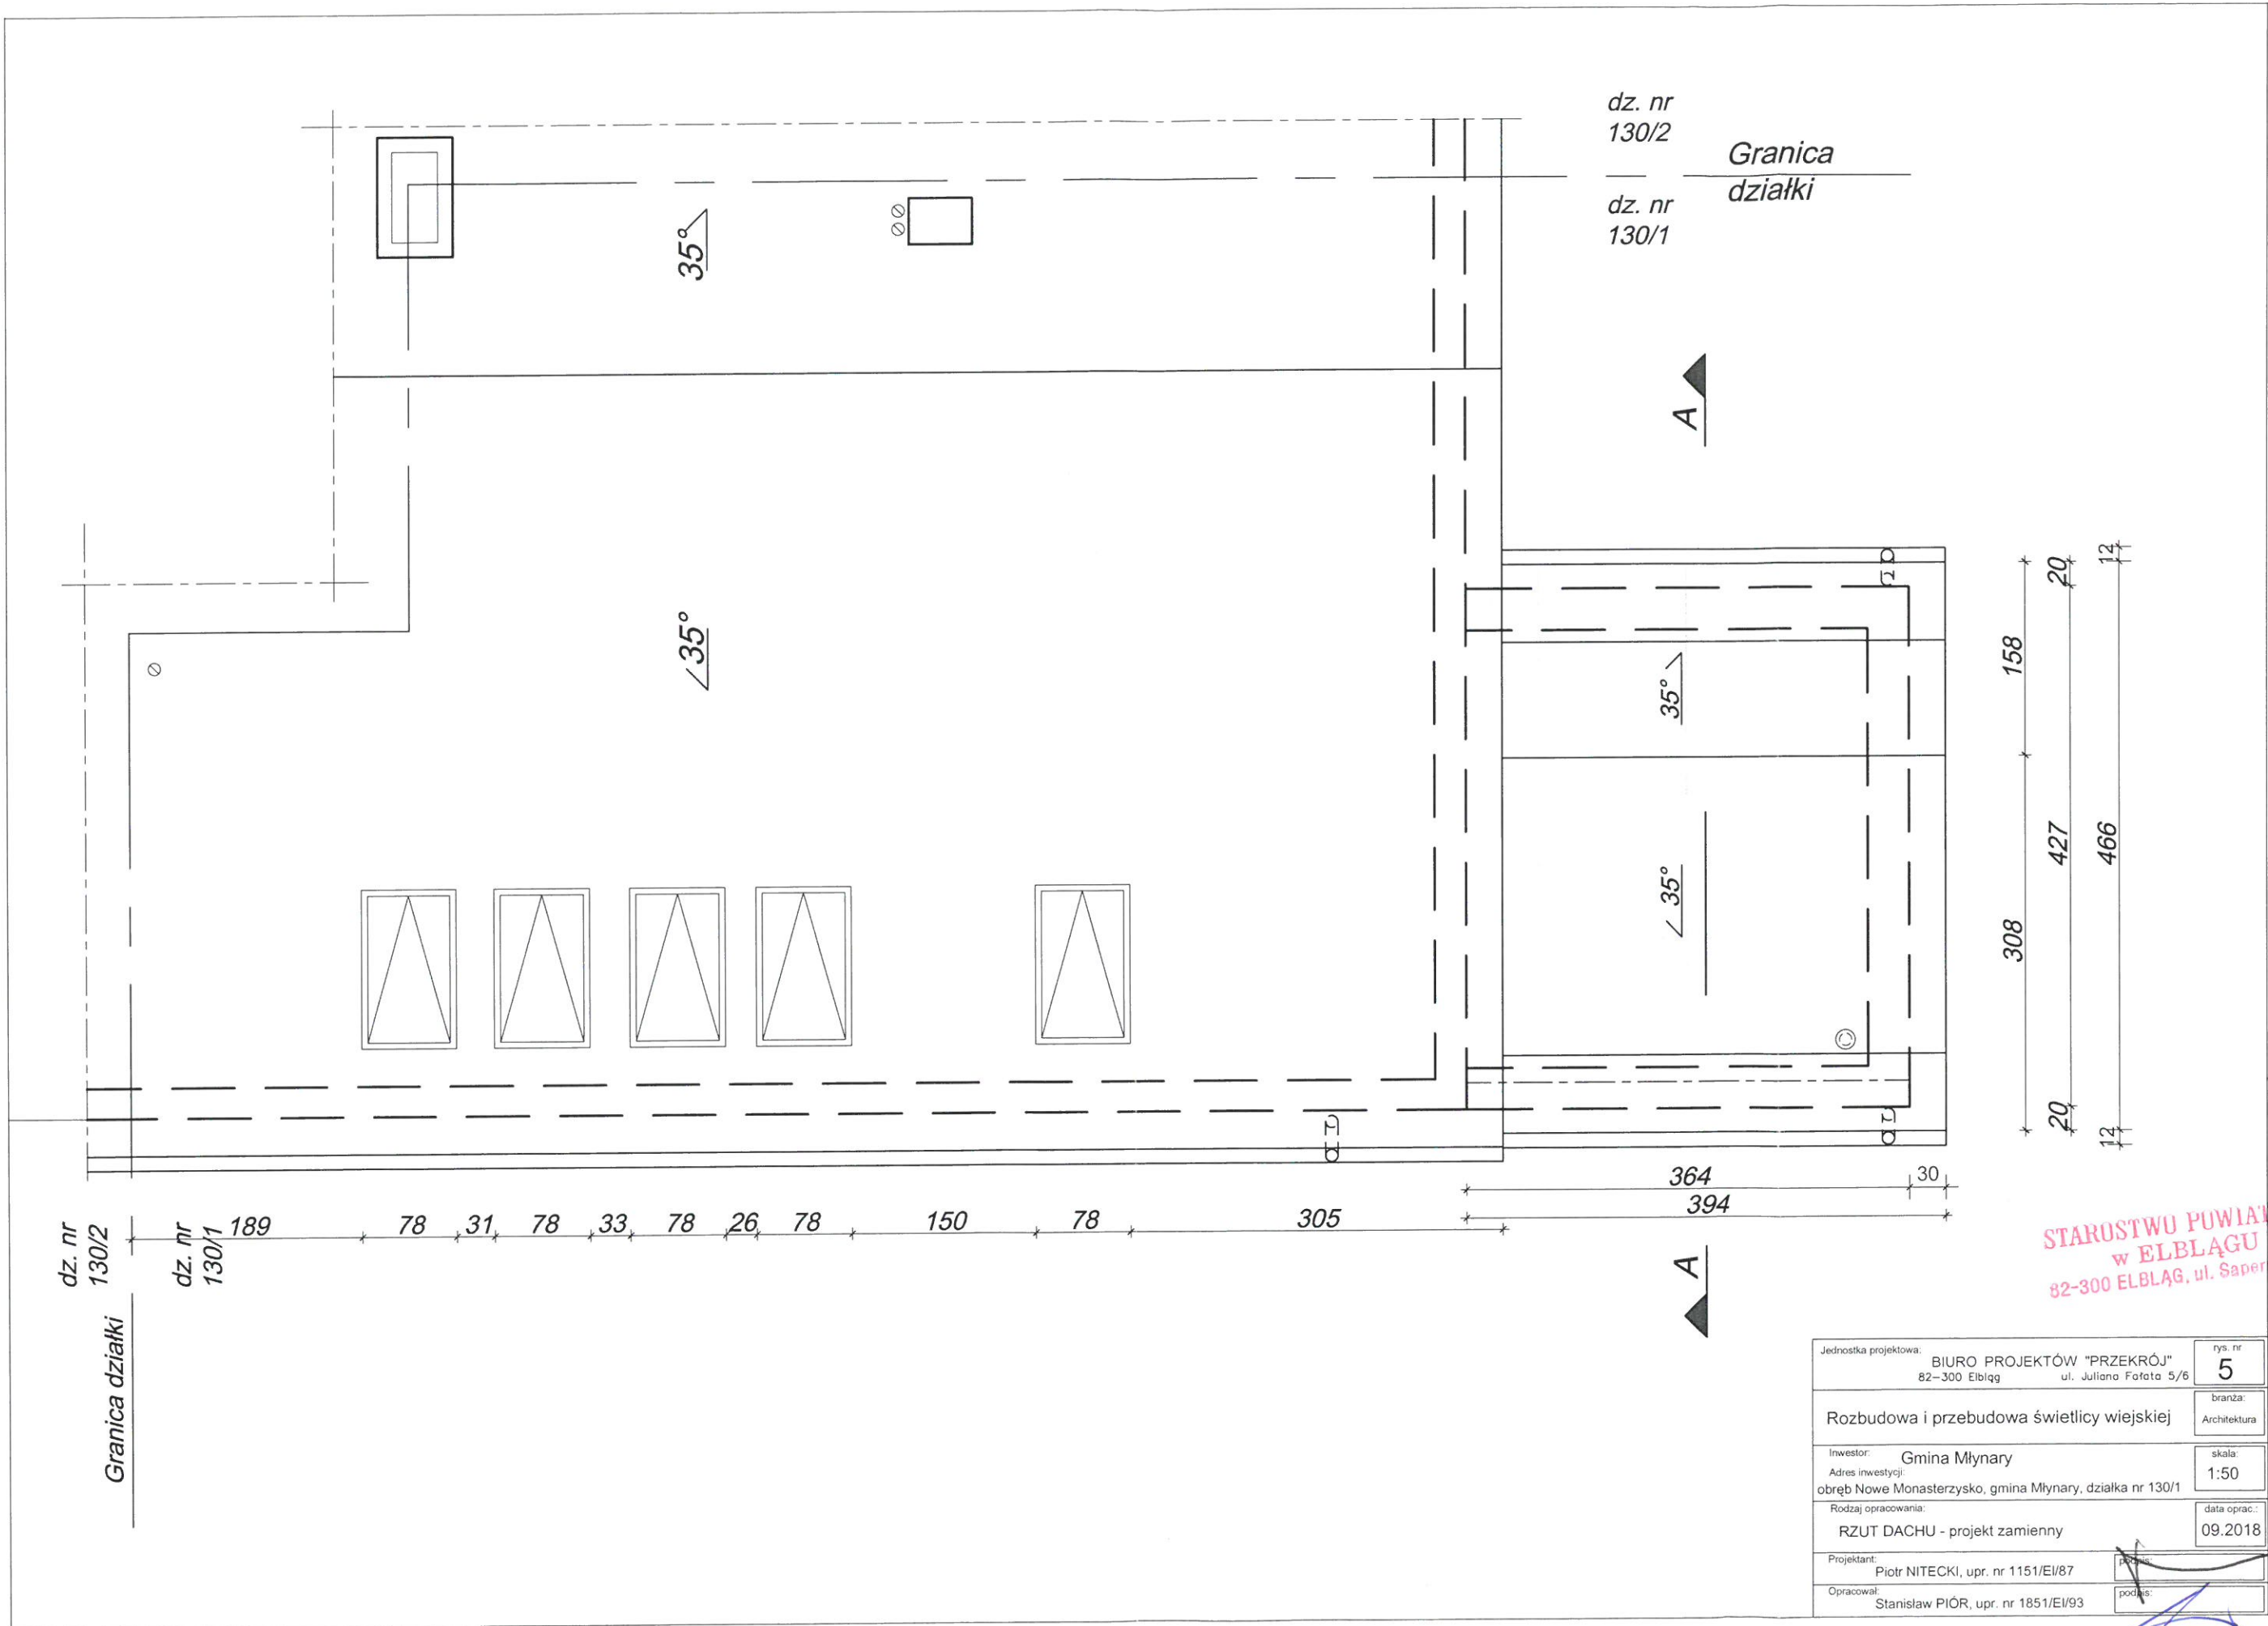 dz. nr
130/2
Granica
działki
dz. nr
130/1
35°
A
35°
35°
35°
12
20
158
427
466
308
20
12
364
30
394
189
78
31
78
33
78
26
78
150
78
305
dz. nr
130/2
dz. nr
130/1
Granica działki
A
STAROSTWO
w ELBLĄGU
82-300 ELBLĄG, ul.
Jednostka projektowa:
BIURO PROJEKTÓW "PRZEKRÓJ"
82-300 Elbląg ul. Juliana Fałata 5/6
rys. nr
5
Rozbudowa i przebudowa świetlicy wiejskiej
branża:
Architektura
Inwestor: Gmina Młynary
Adres inwestycji:
obręb Nowe Monasterzysko, gmina Młynary, działka nr 130/1
skala:
1:50
Rodzaj opracowania:
RZUT DACHU - projekt zamienny
data oprac.:
09.2018
Projektant:
Piotr NITECKI, upr. nr 1151/El/87
podpis:
Opracował:
Stanisław PIÓR, upr. nr 1851/El/93
podpis: